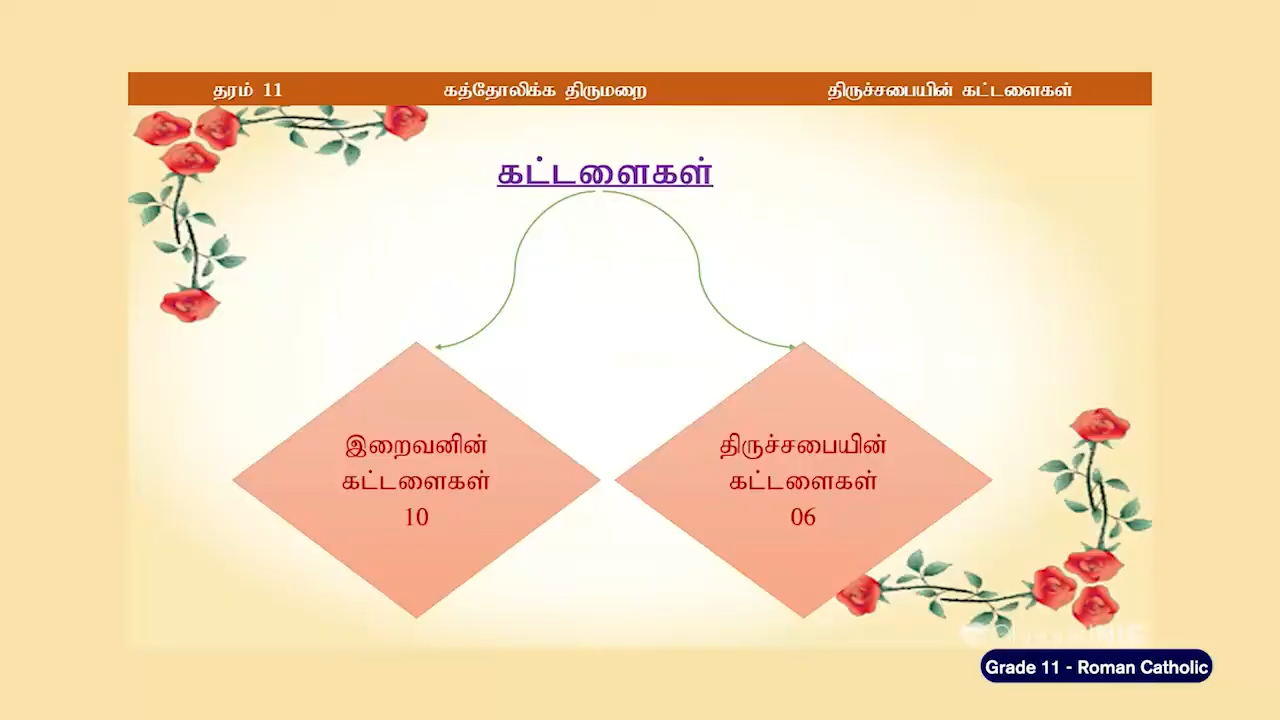 தரம் 11 கத்தோலிக்க திருமறை திருச்சபையின் கட்டளைகள்
கட்டளைகள்
இறைவனின்
கட்டளைகள்
10
திருச்சபையின்
கட்டளைகள்
06
Grade 11 - Roman Catholic